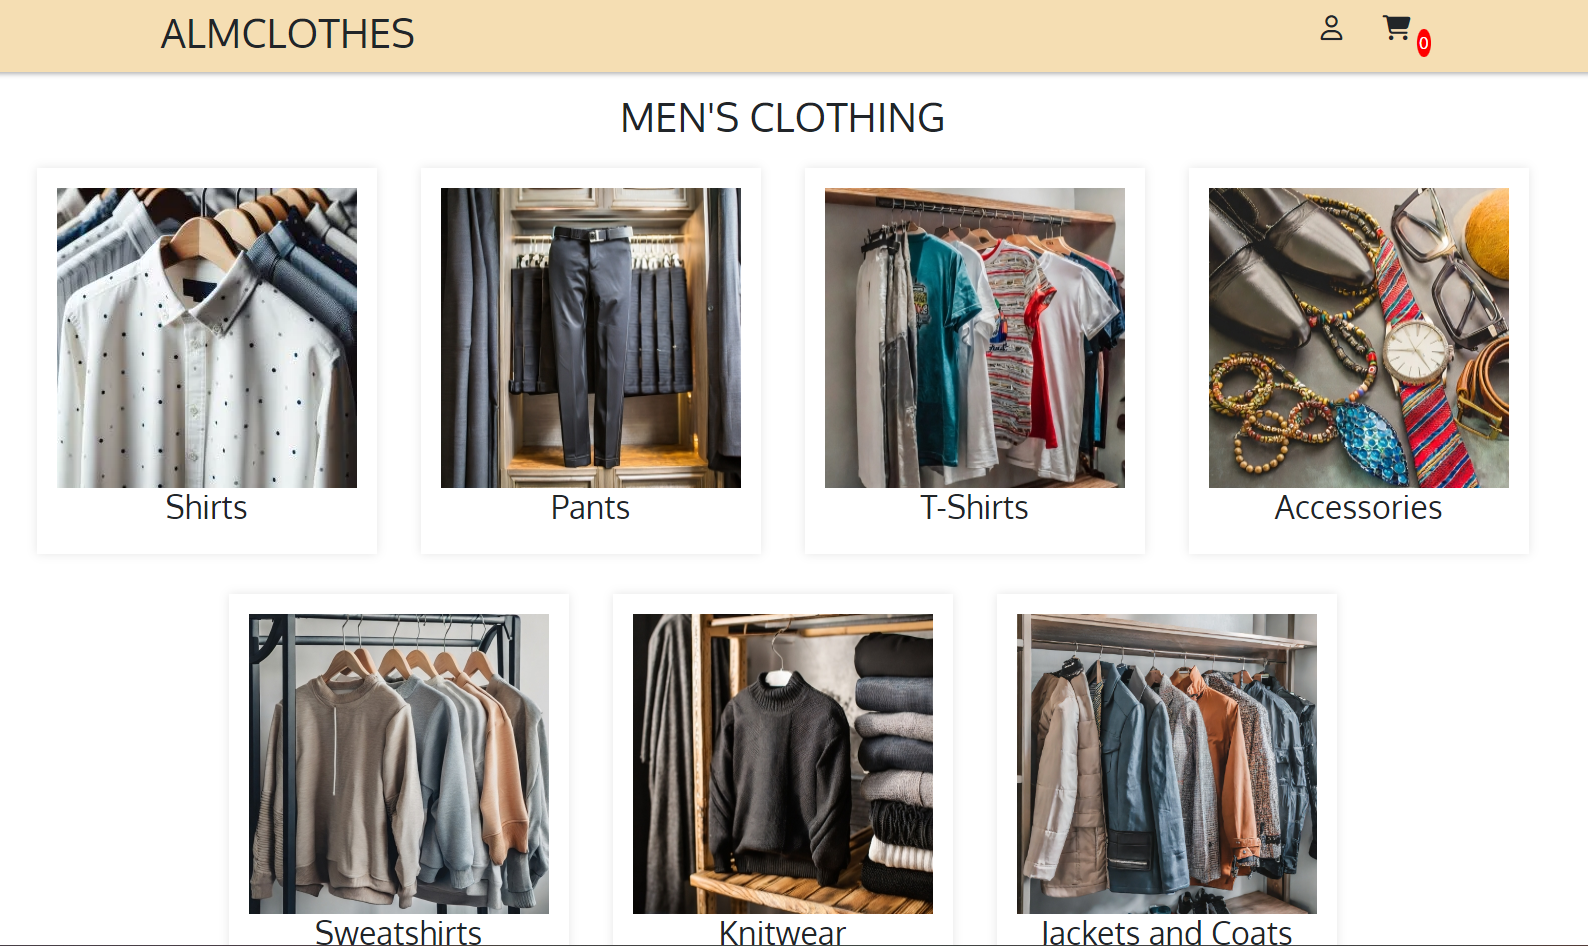 ALMCLOTHES
0
MEN'S CLOTHING
Shirts
Pants
T-Shirts
Accessories
Sweatshirts
Knitwear
Jackets and Coats